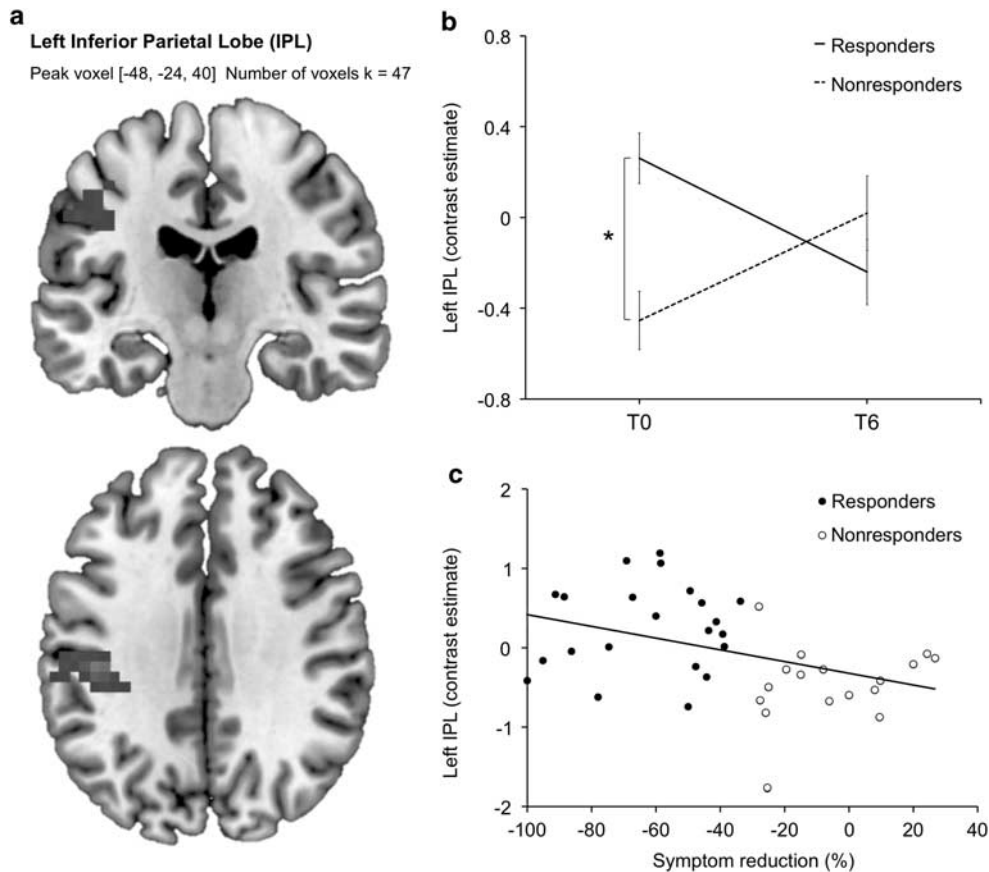 a
Left Inferior Parietal Lobe (IPL)
Peak voxel [-48, -24, 40] Number of voxels k = 47
b
0.8
0.4
0
-0.4
-0.8
Left IPL (contrast estimate)
Responders
Nonresponders
*
T0
T6
c
2
1
0
-1
-2
Left IPL (contrast estimate)
Responders
Nonresponders
-100 -80 -60 -40 -20 0 20 40
Symptom reduction (%)